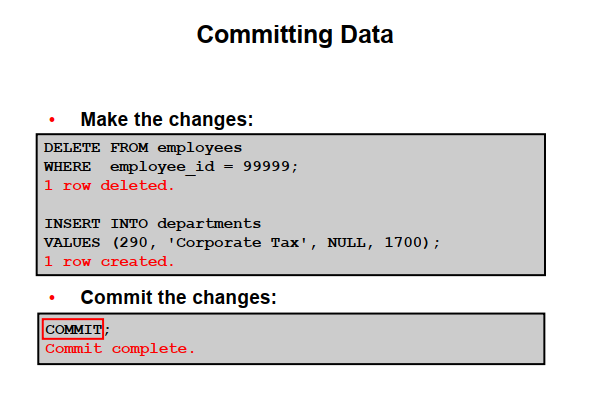 Committing Data
• Make the changes:
DELETE FROM employees
WHERE  employee_id = 99999;
1 row deleted.
INSERT INTO departments
VALUES (290, 'Corporate Tax', NULL, 1700);
1 row created.
• Commit the changes:
COMMIT;
Commit complete.